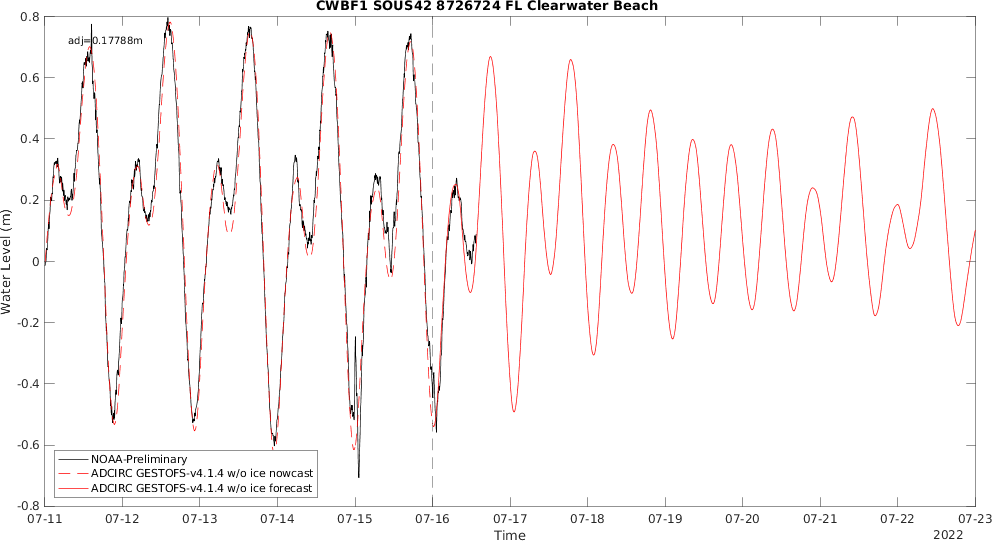 CWBF1 SOUS42 8726724 FL Clearwater Beach
adj=0.17788m
Water Level (m)
0.8
0.6
0.4
0.2
0
-0.2
-0.4
-0.6
-0.8
NOAA-Preliminary
ADCIRC GESTOFS-v4.1.4 w/o ice nowcast
ADCIRC GESTOFS-v4.1.4 w/o ice forecast
07-11 07-12 07-13 07-14 07-15 07-16 07-17 07-18 07-19 07-20 07-21 07-22 07-23
Time
2022